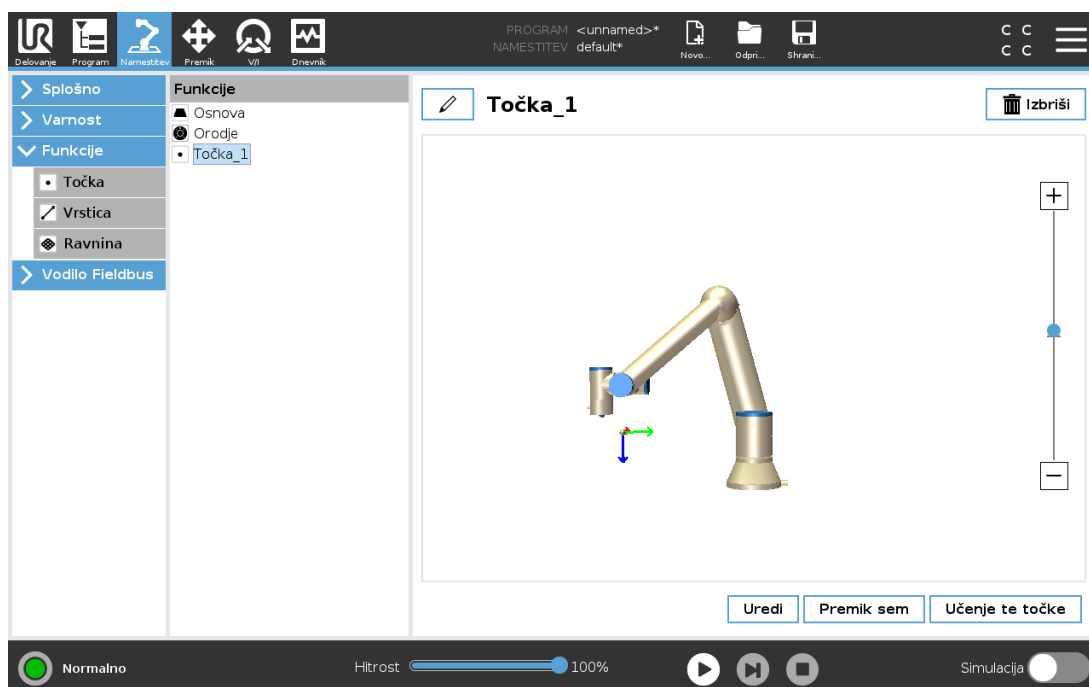 PROGRAM <unnamed>*
NAMESTITEV default*
C C
C C
Delovanje Program Namestitev Premik V/I Dnevnik Novo... Odpri... Shrani...
Splošno
Varnost
Funkcije
Točka
Vrstica
Ravnina
Vodilo Fieldbus
Funkcije
Osnova
Orodje
Točka_1
Točka_1
Izbriši
Uredi Premik sem Učenje te točke
Normalno Hitrost 100% Simulacija